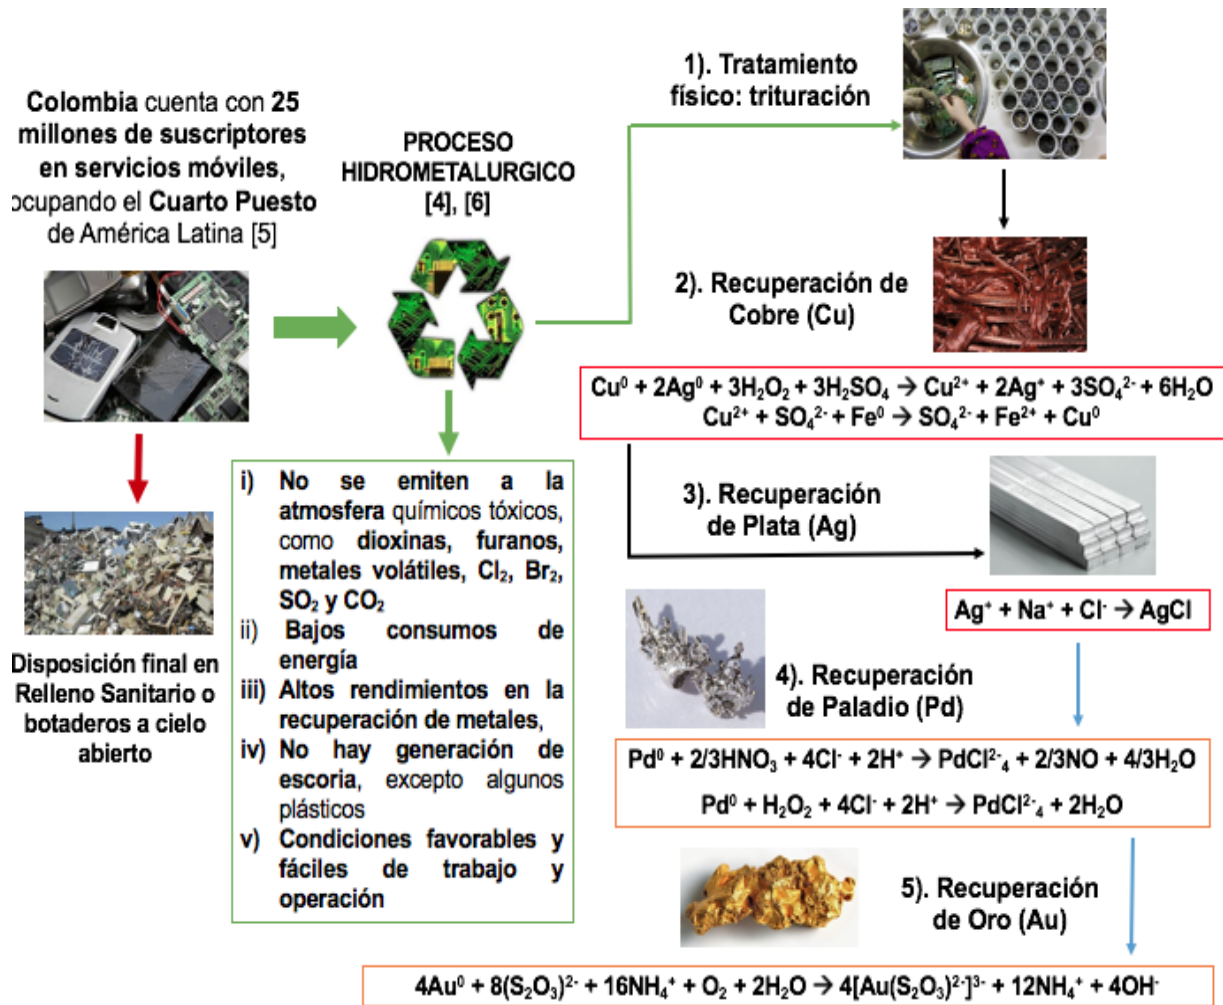 Colombia cuenta con 25
millones de suscriptores
en servicios móviles,
ocupando el Cuarto Puesto
de América Latina [5]
Disposición final en
Relleno Sanitario o
botaderos a cielo
abierto
PROCESO
HIDROMETALURGICO
[4], [6]
i) No se emiten a la
atmosfera químicos tóxicos,
como dioxinas, furanos,
metales volátiles, Cl₂, Br₂,
SO₂ y CO₂
ii) Bajos consumos de
energía
iii) Altos rendimientos en la
recuperación de metales,
iv) No hay generación de
escoria, excepto algunos
plásticos
v) Condiciones favorables y
fáciles de trabajo y
operación
1). Tratamiento
físico: trituración
2). Recuperación de
Cobre (Cu)
Cu⁰ + 2Ag⁰ + 3H₂O₂ + 3H₂SO₄ → Cu²⁺ + 2Ag⁺ + 3SO₄²⁻ + 6H₂O
Cu²⁺ + SO₄²⁻ + Fe⁰ → SO₄²⁻ + Fe²⁺ + Cu⁰
3). Recuperación
de Plata (Ag)
Ag⁺ + Na⁺ + Cl⁻ → AgCl
4). Recuperación
de Paladio (Pd)
Pd⁰ + 2/3HNO₃ + 4Cl⁻ + 2H⁺ → PdCl²⁻₄ + 2/3NO + 4/3H₂O
Pd⁰ + H₂O₂ + 4Cl⁻ + 2H⁺ → PdCl²⁻₄ + 2H₂O
5). Recuperación
de Oro (Au)
4Au⁰ + 8(S₂O₃)²⁻ + 16NH₄⁺ + O₂ + 2H₂O → 4[Au(S₂O₃)²⁻]³⁻ + 12NH₄⁺ + 4OH⁻